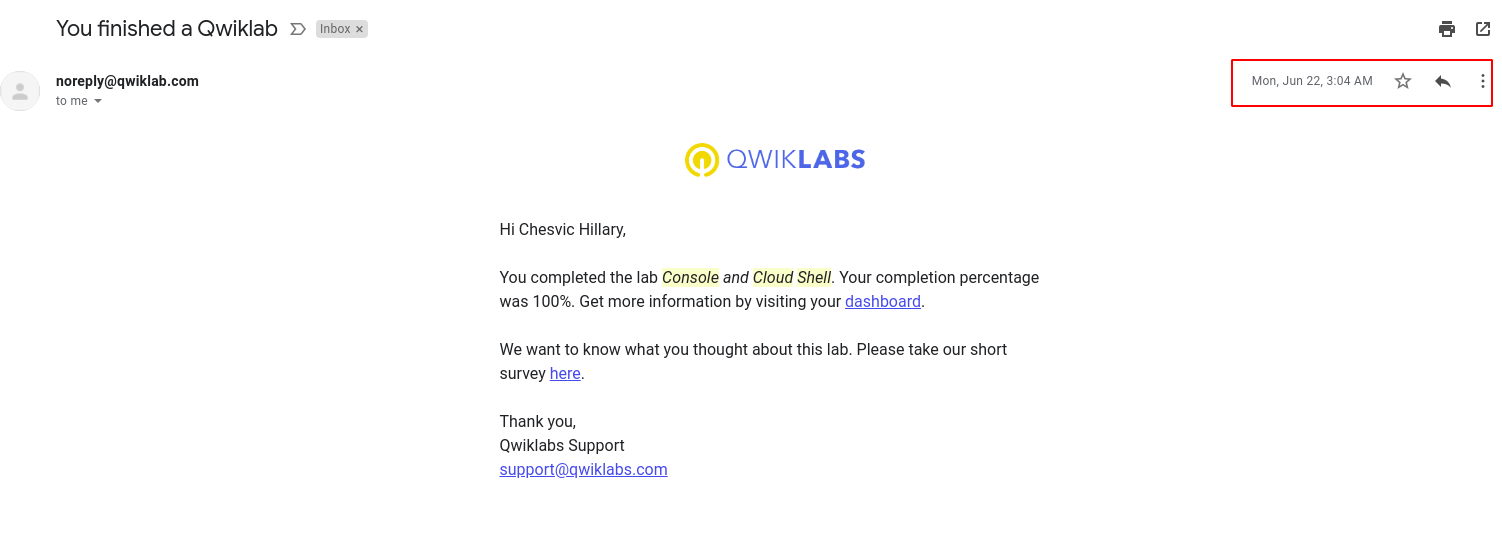 You finished a Qwiklab
Inbox ×
noreply@qwiklab.com
to me
Mon, Jun 22, 3:04 AM
QWIKLABS
Hi Chesvic Hillary,
You completed the lab Console and Cloud Shell. Your completion percentage
was 100%. Get more information by visiting your dashboard.
We want to know what you thought about this lab. Please take our short
survey here.
Thank you,
Qwiklabs Support
support@qwiklabs.com